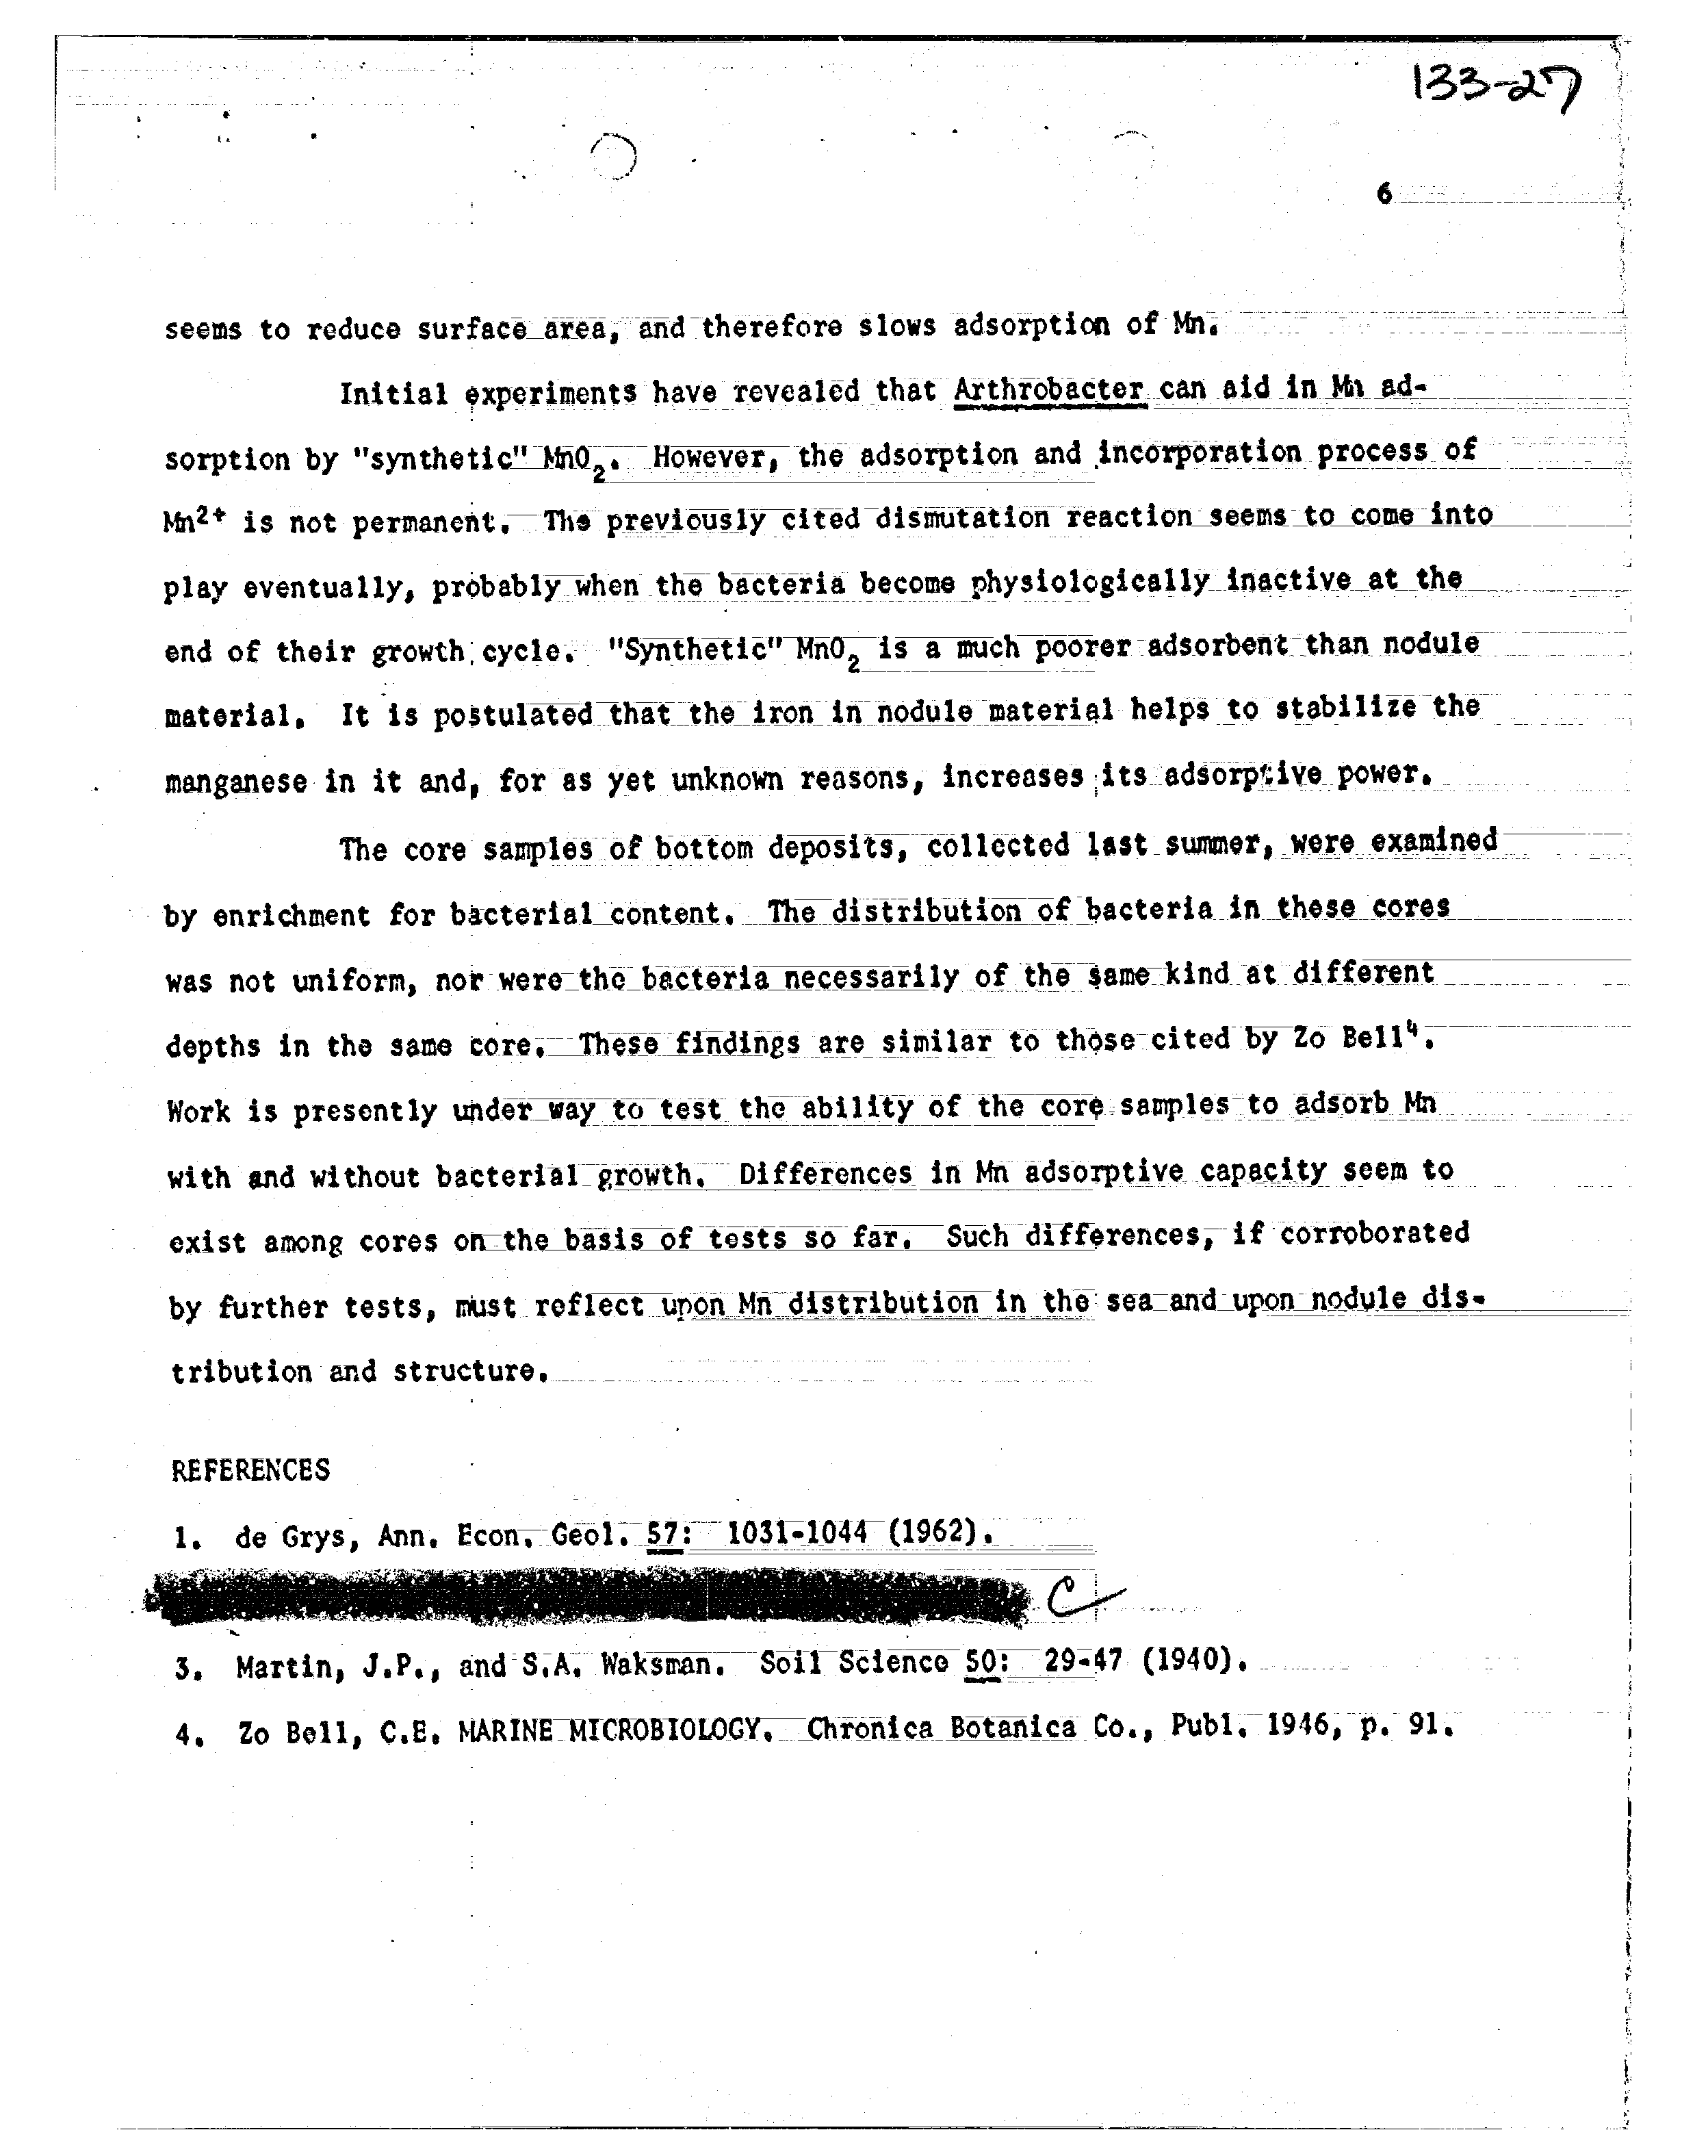 133-27
6
seems to reduce surface area, and therefore slows adsorption of Mn.
Initial experiments have revealed that Arthrobacter can aid in Mn ad-
sorption by "synthetic" MnO₂. However, the adsorption and incorporation process of
Mn²⁺ is not permanent. The previously cited dismutation reaction seems to come into
play eventually, probably when the bacteria become physiologically inactive at the
end of their growth cycle. "Synthetic" MnO₂ is a much poorer adsorbent than nodule
material. It is postulated that the iron in nodule material helps to stabilize the
manganese in it and, for as yet unknown reasons, increases its adsorptive power.
The core samples of bottom deposits, collected last summer, were examined
by enrichment for bacterial content. The distribution of bacteria in these cores
was not uniform, nor were the bacteria necessarily of the same kind at different
depths in the same core. These findings are similar to those cited by Zo Bell⁴.
Work is presently under way to test the ability of the core samples to adsorb Mn
with and without bacterial growth. Differences in Mn adsorptive capacity seem to
exist among cores on the basis of tests so far. Such differences, if corroborated
by further tests, must reflect upon Mn distribution in the sea and upon nodule dis-
tribution and structure.
REFERENCES
1. de Grys, Ann. Econ. Geol. 57: 1031-1044 (1962).
C
3. Martin, J.P., and S.A. Waksman. Soil Science 50: 29-47 (1940).
4. Zo Bell, C.E. MARINE MICROBIOLOGY. Chronica Botanica Co., Publ. 1946, p. 91.